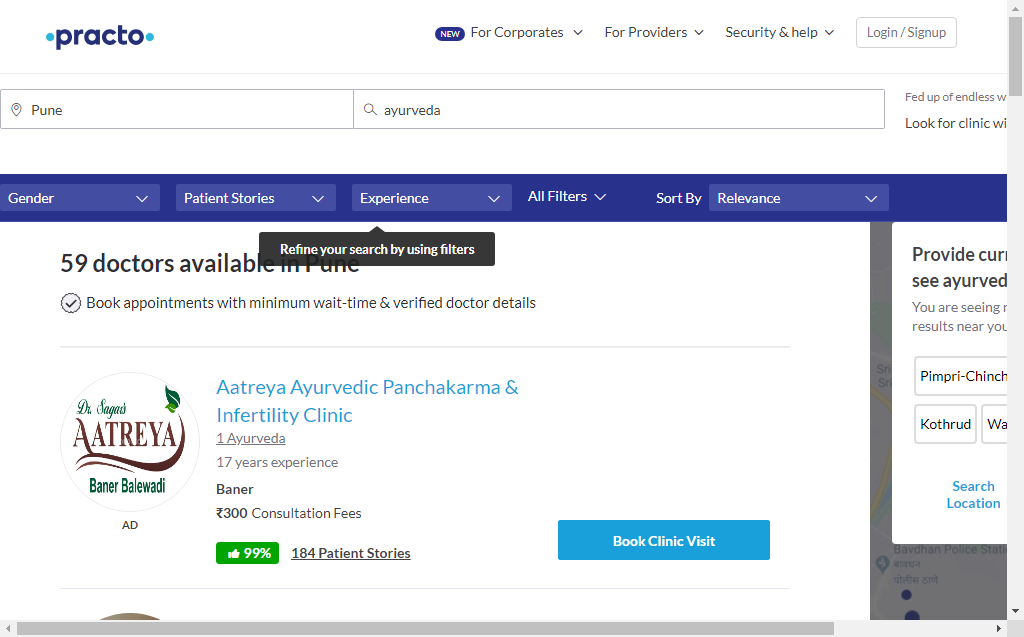 practo
NEW For Corporates
For Providers
Security & help
Login / Signup
Pune
ayurveda
Fed up of endless w
Look for clinic wi
Gender
Patient Stories
Experience
All Filters
Sort By
Relevance
Refine your search by using filters
59 doctors available in Pune
Book appointments with minimum wait-time & verified doctor details
Provide curr
see ayurved
You are seeing r
results near you
Pimpri-Chinch
Kothrud
Wa
Search
Location
Aatreya Ayurvedic Panchakarma &
Infertility Clinic
1 Ayurveda
17 years experience
Baner
₹300 Consultation Fees
99%
184 Patient Stories
Book Clinic Visit
Dr. Sagar's
AATREYA
Baner Balewadi
AD
Bavdhan Police Stati
बावधन
पोलीस ठाणे